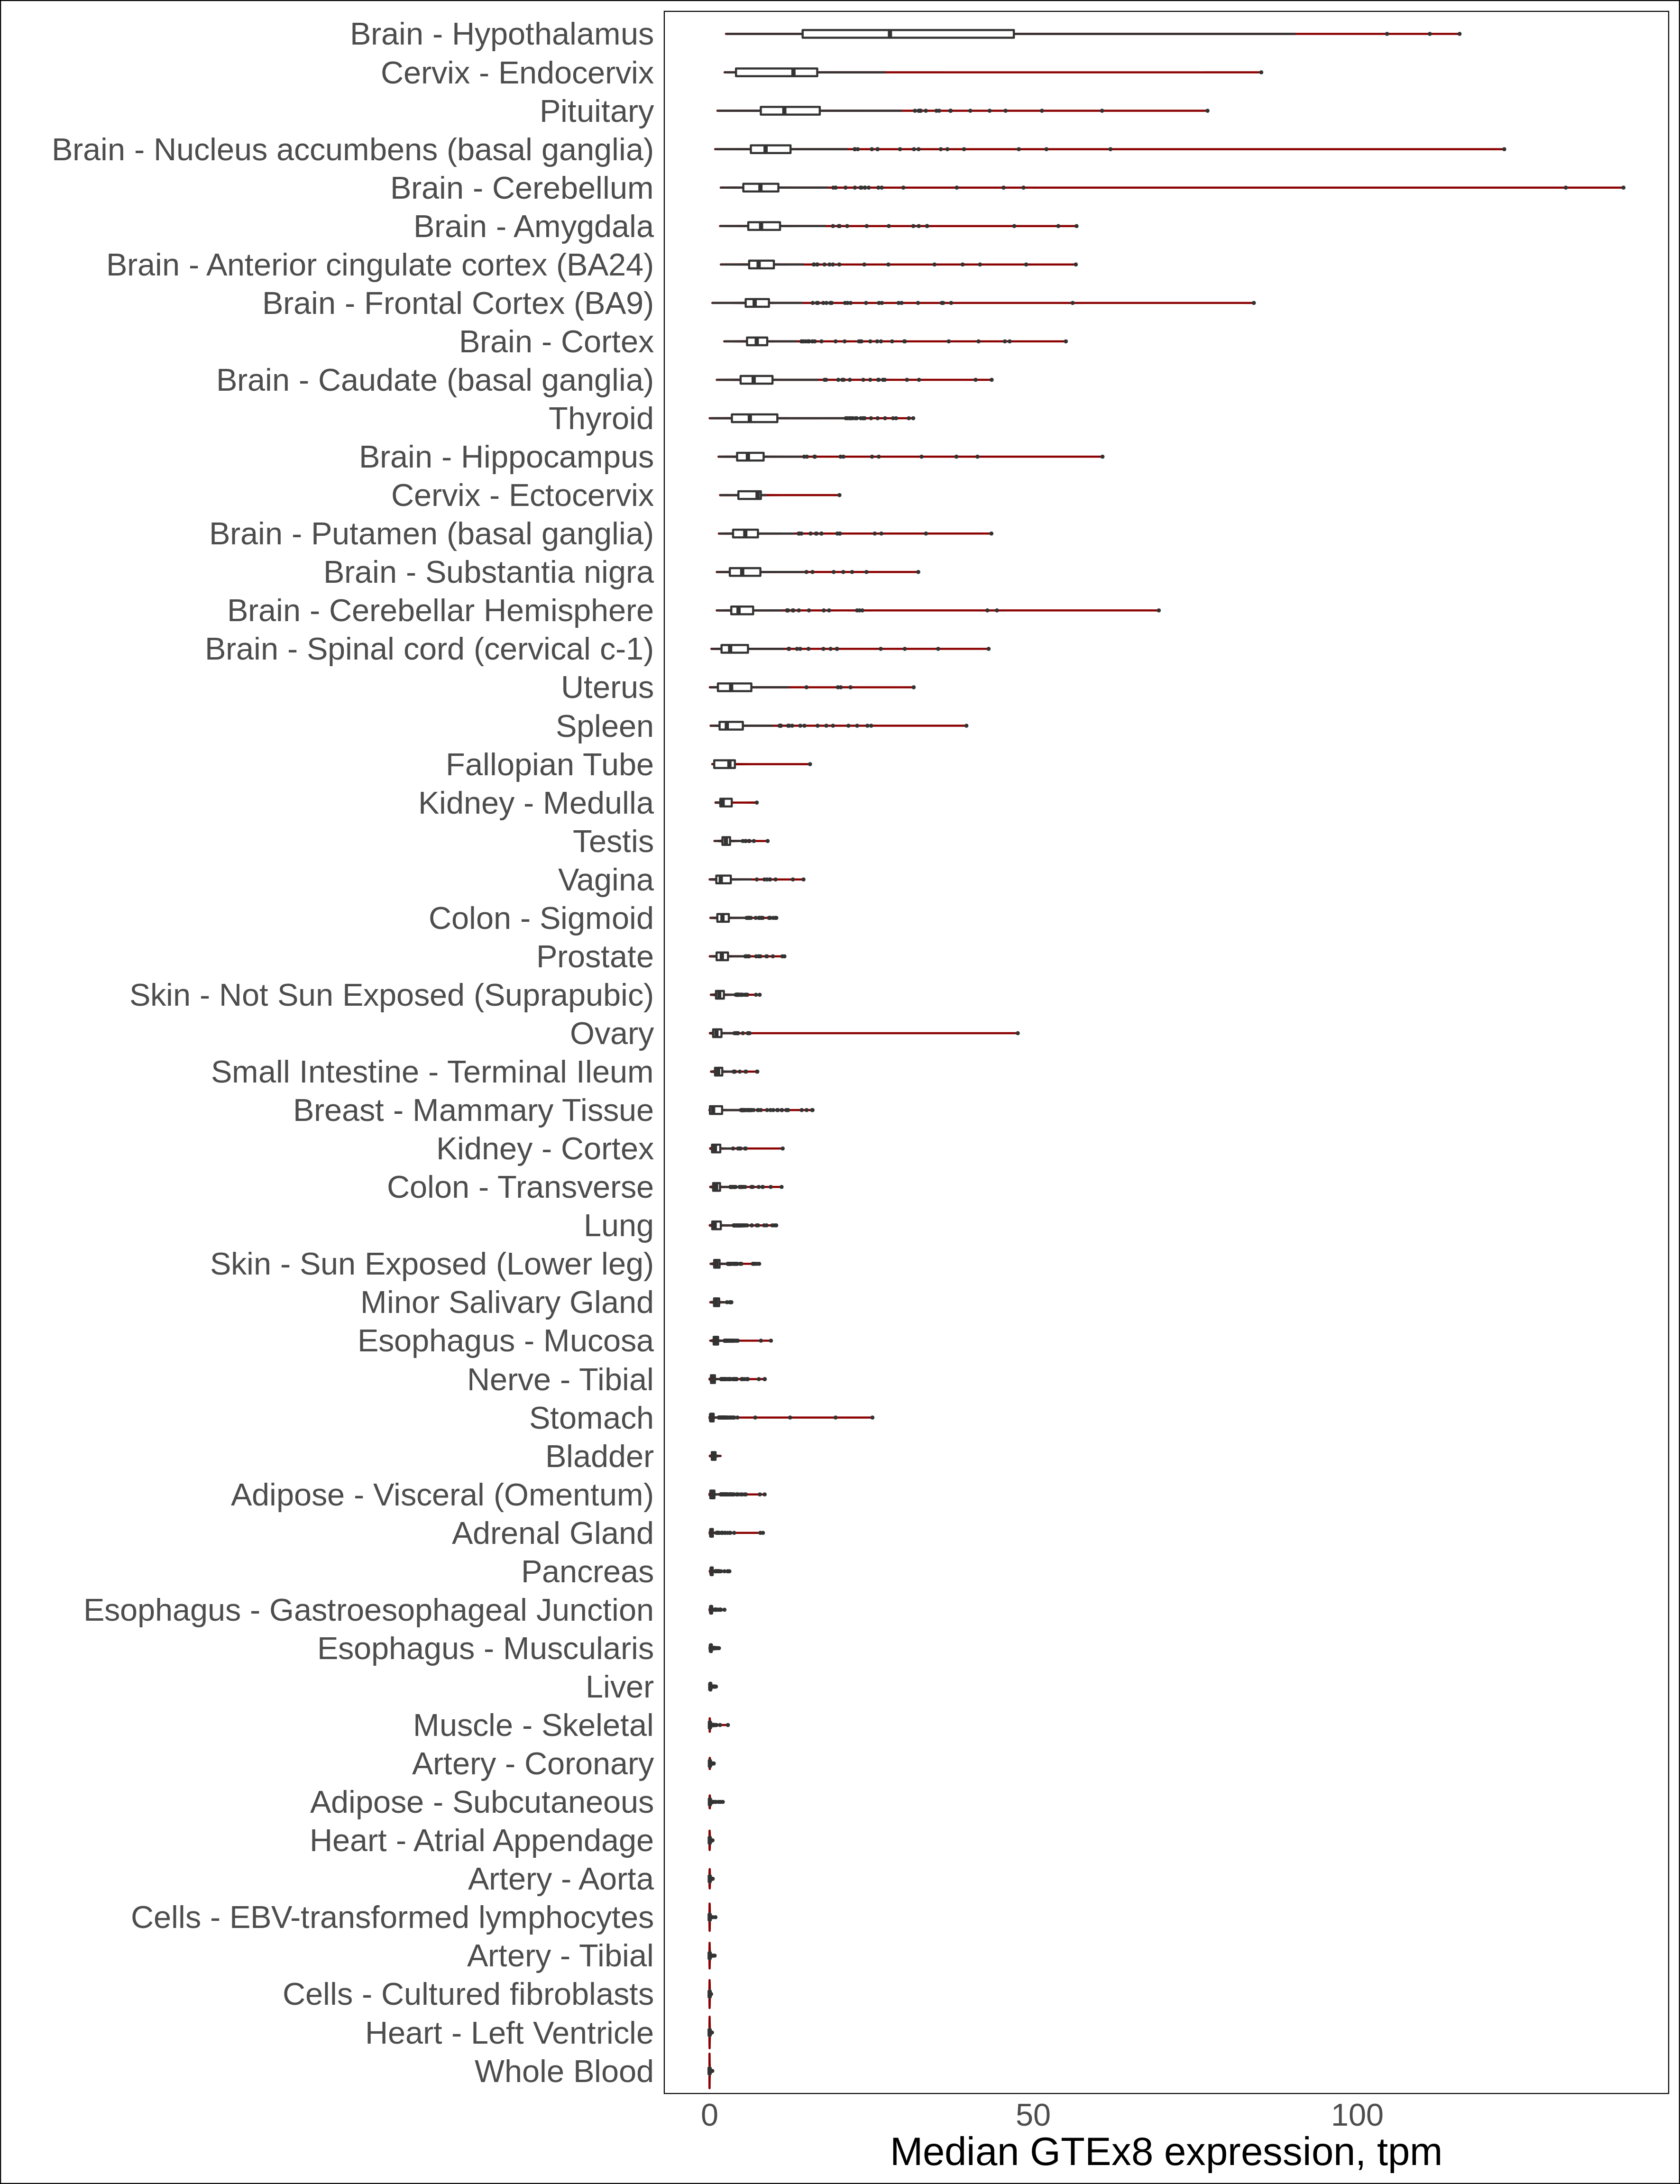 Brain - Hypothalamus
Cervix - Endocervix
Pituitary
Brain - Nucleus accumbens (basal ganglia)
Brain - Cerebellum
Brain - Amygdala
Brain - Anterior cingulate cortex (BA24)
Brain - Frontal Cortex (BA9)
Brain - Cortex
Brain - Caudate (basal ganglia)
Thyroid
Brain - Hippocampus
Cervix - Ectocervix
Brain - Putamen (basal ganglia)
Brain - Substantia nigra
Brain - Cerebellar Hemisphere
Brain - Spinal cord (cervical c-1)
Uterus
Spleen
Fallopian Tube
Kidney - Medulla
Testis
Vagina
Colon - Sigmoid
Prostate
Skin - Not Sun Exposed (Suprapubic)
Ovary
Small Intestine - Terminal Ileum
Breast - Mammary Tissue
Kidney - Cortex
Colon - Transverse
Lung
Skin - Sun Exposed (Lower leg)
Minor Salivary Gland
Esophagus - Mucosa
Nerve - Tibial
Stomach
Bladder
Adipose - Visceral (Omentum)
Adrenal Gland
Pancreas
Esophagus - Gastroesophageal Junction
Esophagus - Muscularis
Liver
Muscle - Skeletal
Artery - Coronary
Adipose - Subcutaneous
Heart - Atrial Appendage
Artery - Aorta
Cells - EBV-transformed lymphocytes
Artery - Tibial
Cells - Cultured fibroblasts
Heart - Left Ventricle
Whole Blood
0 50 100
Median GTEx8 expression, tpm